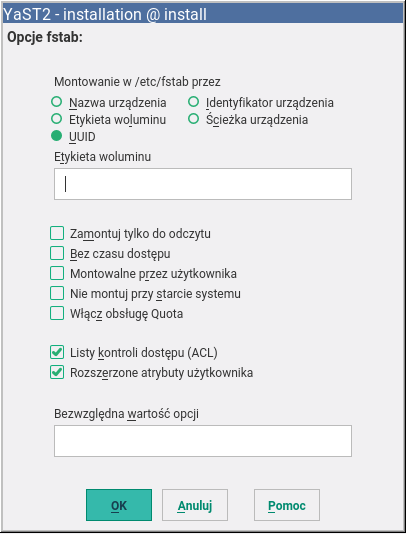 YaST2 - installation @ install
Opcje fstab:
Montowanie w /etc/fstab przez
Nazwa urządzenia Identyfikator urządzenia
Etykieta woluminu Ścieżka urządzenia
UUID
Etykieta woluminu
Zamontuj tylko do odczytu
Bez czasu dostępu
Montowalne przez użytkownika
Nie montuj przy starcie systemu
Włącz obsługę Quota
Listy kontroli dostępu (ACL)
Rozszerzone atrybuty użytkownika
Bezwzględna wartość opcji
OK Anuluj Pomoc